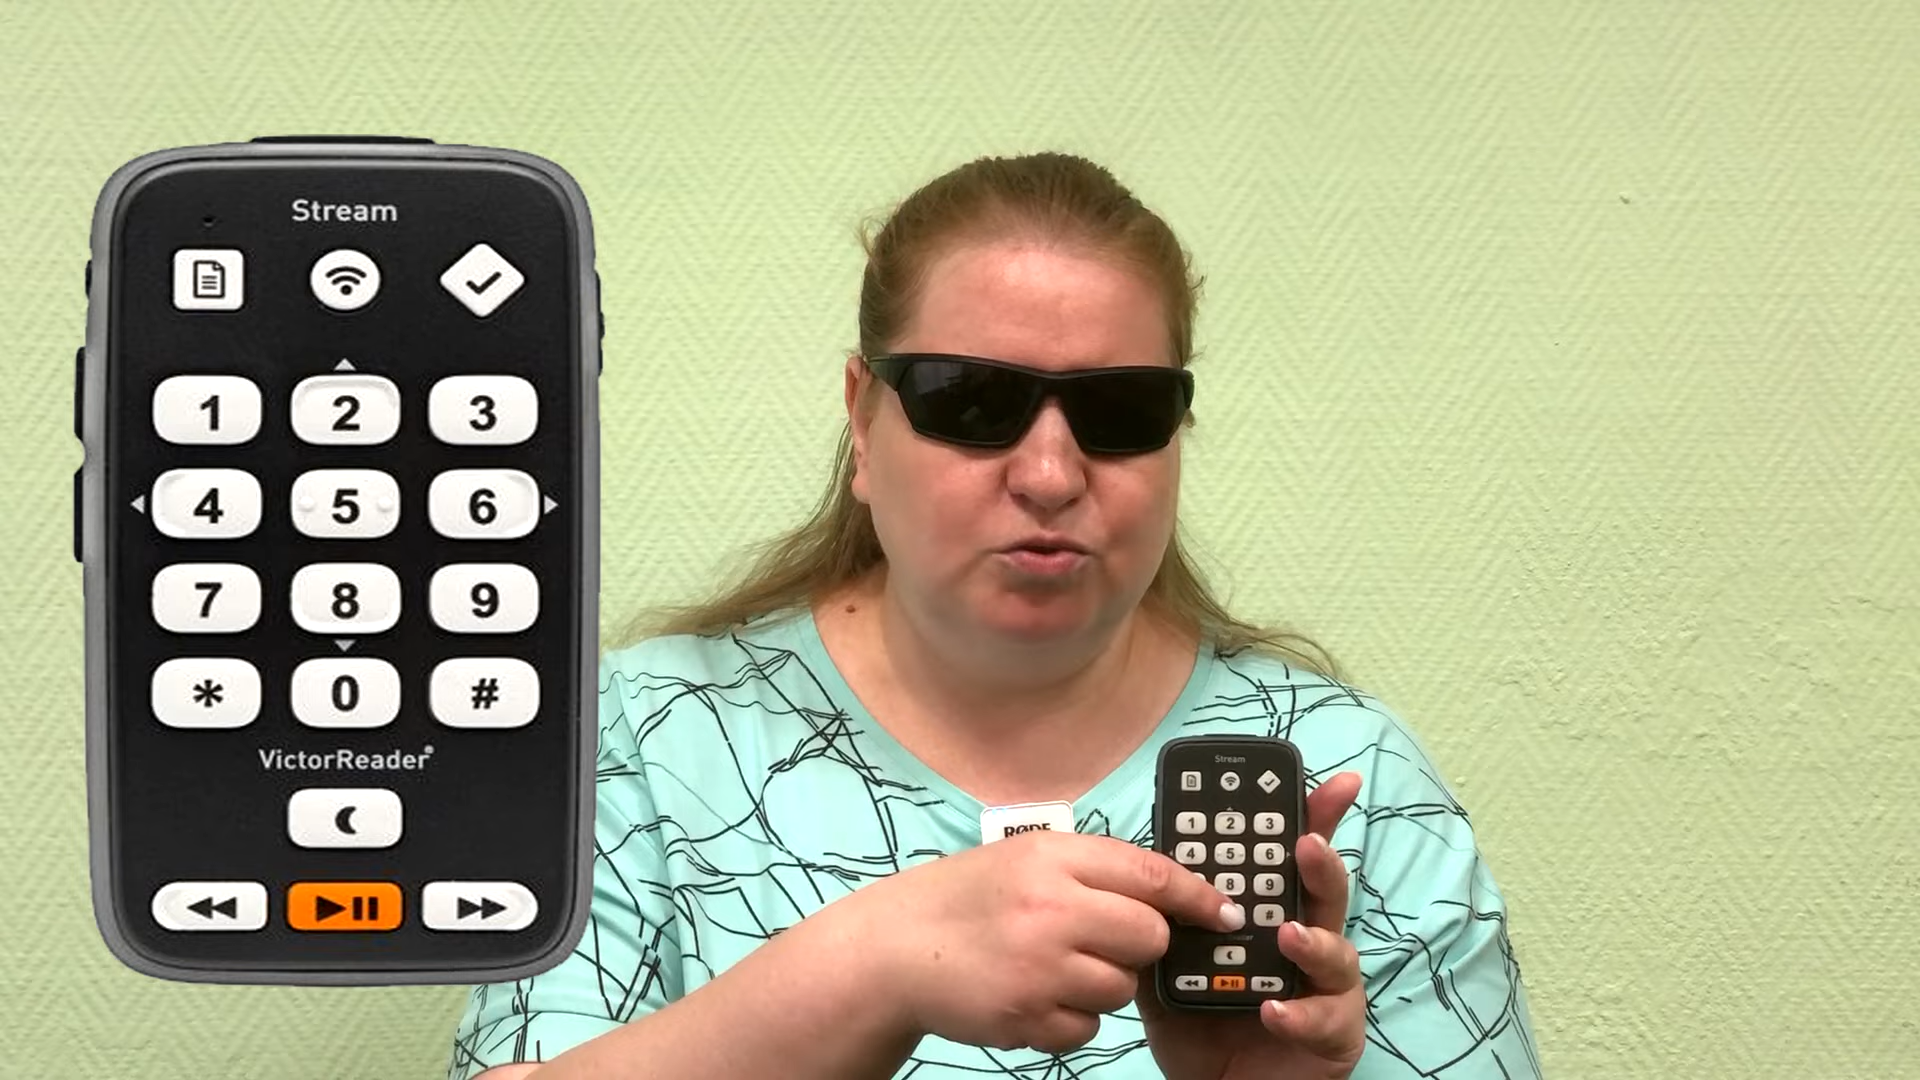 Stream
1 2 3
4 5 6
7 8 9
* 0 #
VictorReader®
RØDE
Stream
1 2 3
4 5 6
8 9
#